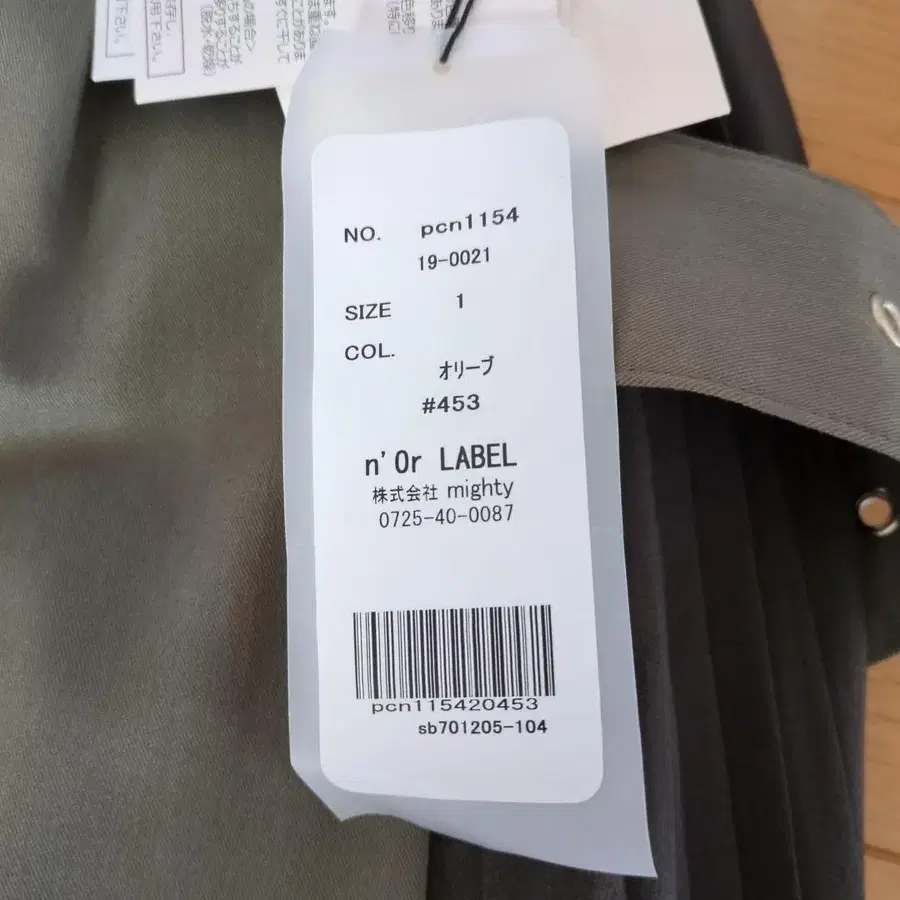 NO. pcn1154
19-0021
SIZE 1
COL.
オリーブ
#453
n'Or LABEL
株式会社 mighty
0725-40-0087
pcn115420453
sb701205-104